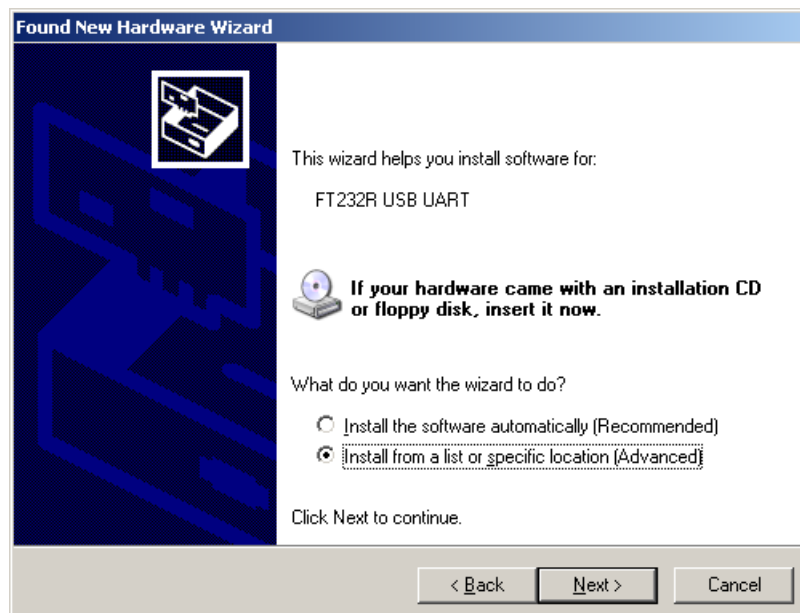 Found New Hardware Wizard
This wizard helps you install software for:
FT232R USB UART
If your hardware came with an installation CD
or floppy disk, insert it now.
What do you want the wizard to do?
Install the software automatically (Recommended)
Install from a list or specific location (Advanced)
Click Next to continue.
< Back
Next >
Cancel